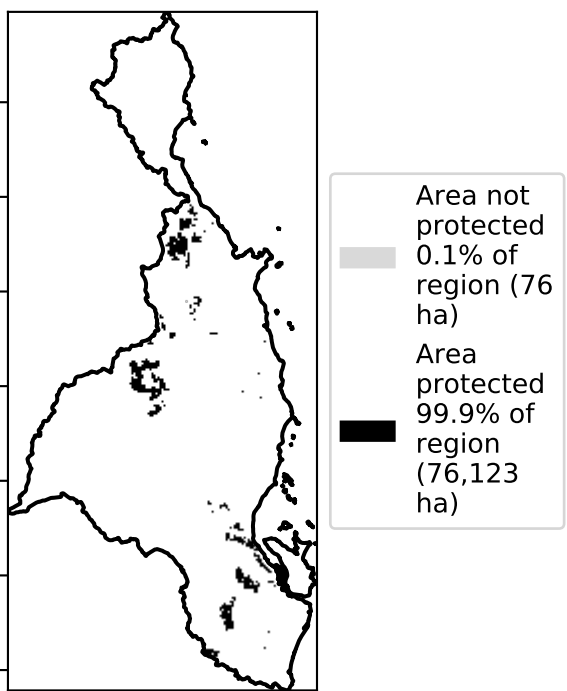 Area not
protected
0.1% of
region (76
ha)
Area
protected
99.9% of
region
(76,123
ha)